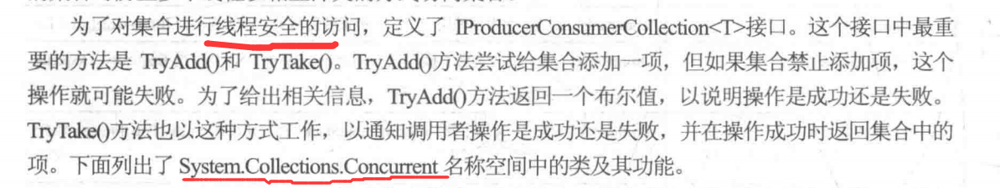 为了对集合进行线程安全的访问，定义了 IProducerConsumerCollection<T>接口。这个接口中最重
要的方法是 TryAdd()和 TryTake()。TryAdd()方法尝试给集合添加一项，但如果集合禁止添加项，这个
操作就可能失败。为了给出相关信息，TryAdd()方法返回一个布尔值，以说明操作是成功还是失败。
TryTake()方法也以这种方式工作，以通知调用者操作是成功还是失败，并在操作成功时返回集合中的
项。下面列出了 System.Collections.Concurrent 名称空间中的类及其功能。